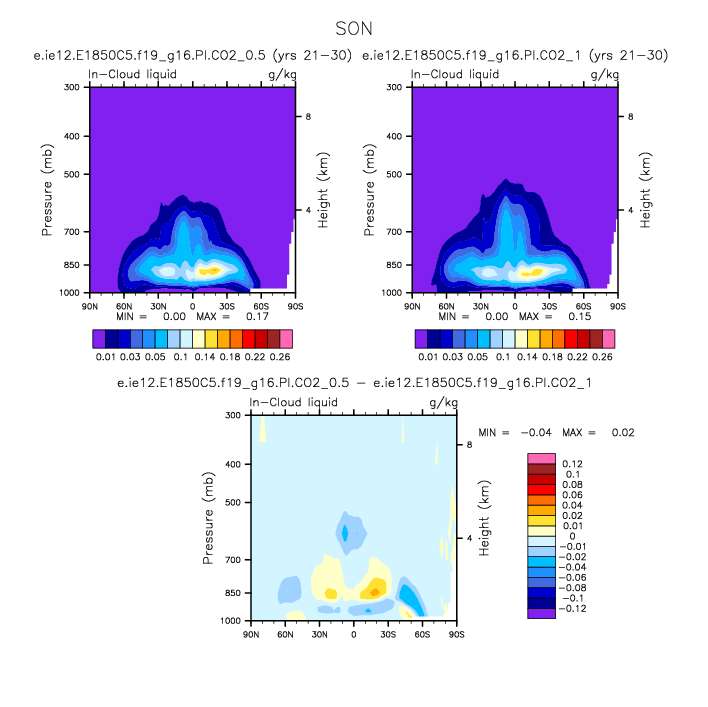 SON
e.ie12.E1850C5.f19_g16.PI.CO2_0.5 (yrs 21-30) e.ie12.E1850C5.f19_g16.PI.CO2_1 (yrs 21-30)
In-Cloud liquid g/kg In-Cloud liquid g/kg
300 300
8 8
400 400
500 500
4 4
700 700
850 850
1000 1000
Pressure (mb) Height (km) Pressure (mb) Height (km)
90N 60N 30N 0 30S 60S 90S 90N 60N 30N 0 30S 60S 90S
MIN = 0.00 MAX = 0.17 MIN = 0.00 MAX = 0.15
0.01 0.03 0.05 0.1 0.14 0.18 0.22 0.26 0.01 0.03 0.05 0.1 0.14 0.18 0.22 0.26
e.ie12.E1850C5.f19_g16.PI.CO2_0.5 - e.ie12.E1850C5.f19_g16.PI.CO2_1
In-Cloud liquid g/kg
300
8
400
500
4
700
850
1000
Pressure (mb) Height (km)
90N 60N 30N 0 30S 60S 90S
MIN = -0.04 MAX = 0.02
0.12
0.1
0.08
0.06
0.04
0.02
0.01
0
-0.01
-0.02
-0.04
-0.06
-0.08
-0.1
-0.12